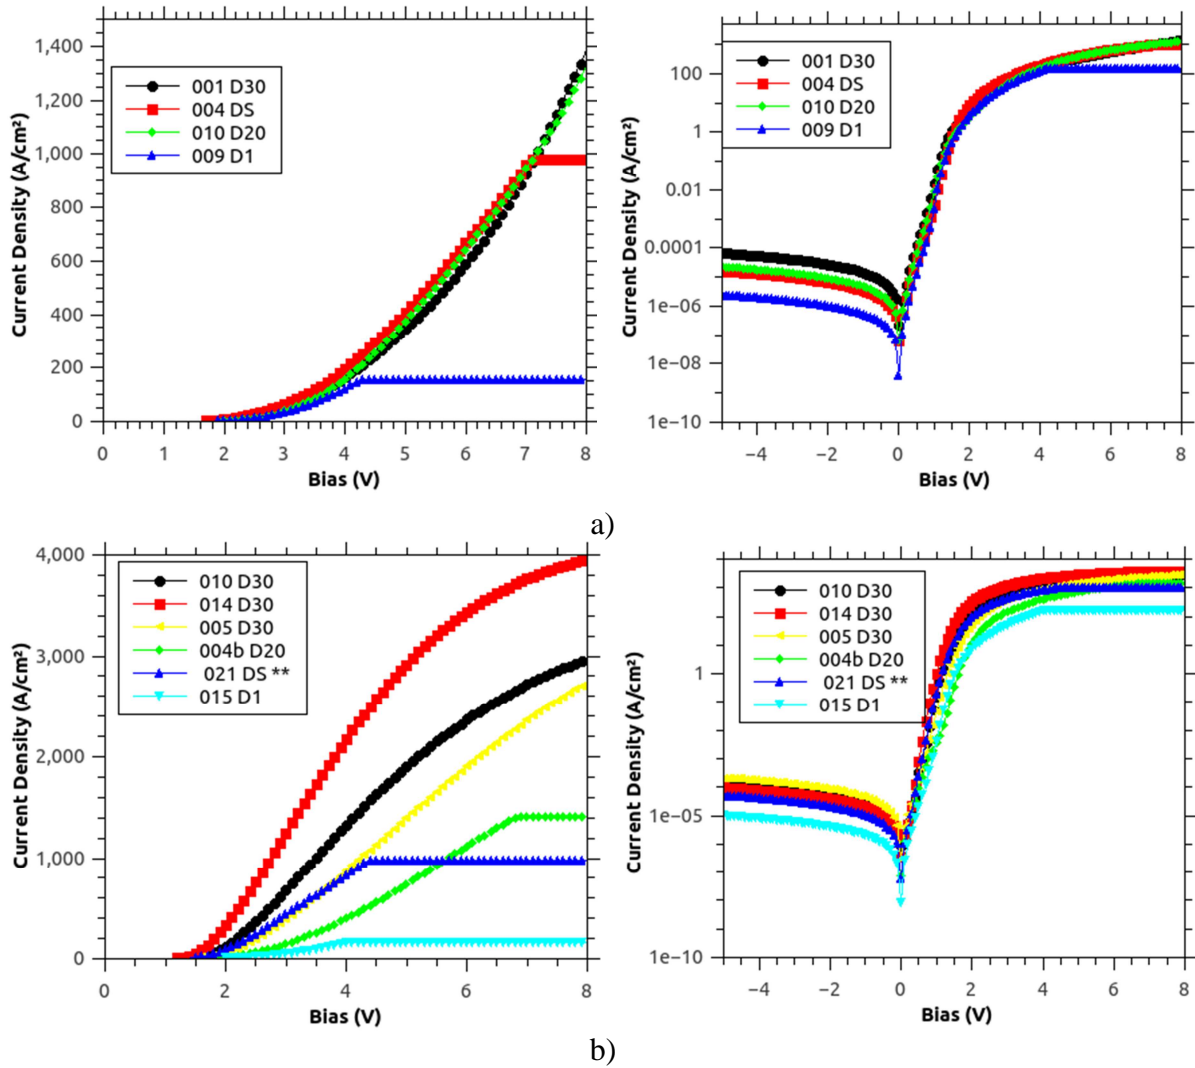 1,400
1,200
1,000
800
600
400
200
0
Current Density (A/cm²)
001 D30
004 DS
010 D20
009 D1
0 1 2 3 4 5 6 7 8
Bias (V)
100
1
0.01
0.0001
1e−06
1e−08
1e−10
Current Density (A/cm²)
001 D30
004 DS
010 D20
009 D1
−4 −2 0 2 4 6 8
Bias (V)
a)
4,000
3,000
2,000
1,000
0
Current Density (A/cm²)
010 D30
014 D30
005 D30
004b D20
021 DS **
015 D1
0 2 4 6 8
Bias (V)
1
1e−05
1e−10
Current Density (A/cm²)
010 D30
014 D30
005 D30
004b D20
021 DS **
015 D1
−4 −2 0 2 4 6 8
Bias (V)
b)